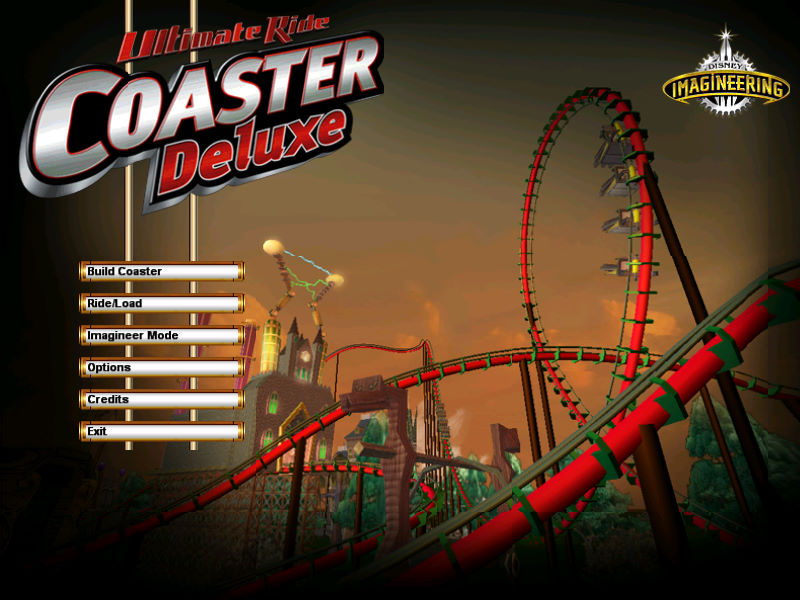 Ultimate Ride
COASTER
Deluxe
DISNEY
IMAGINEERING
Build Coaster
Ride/Load
Imagineer Mode
Options
Credits
Exit